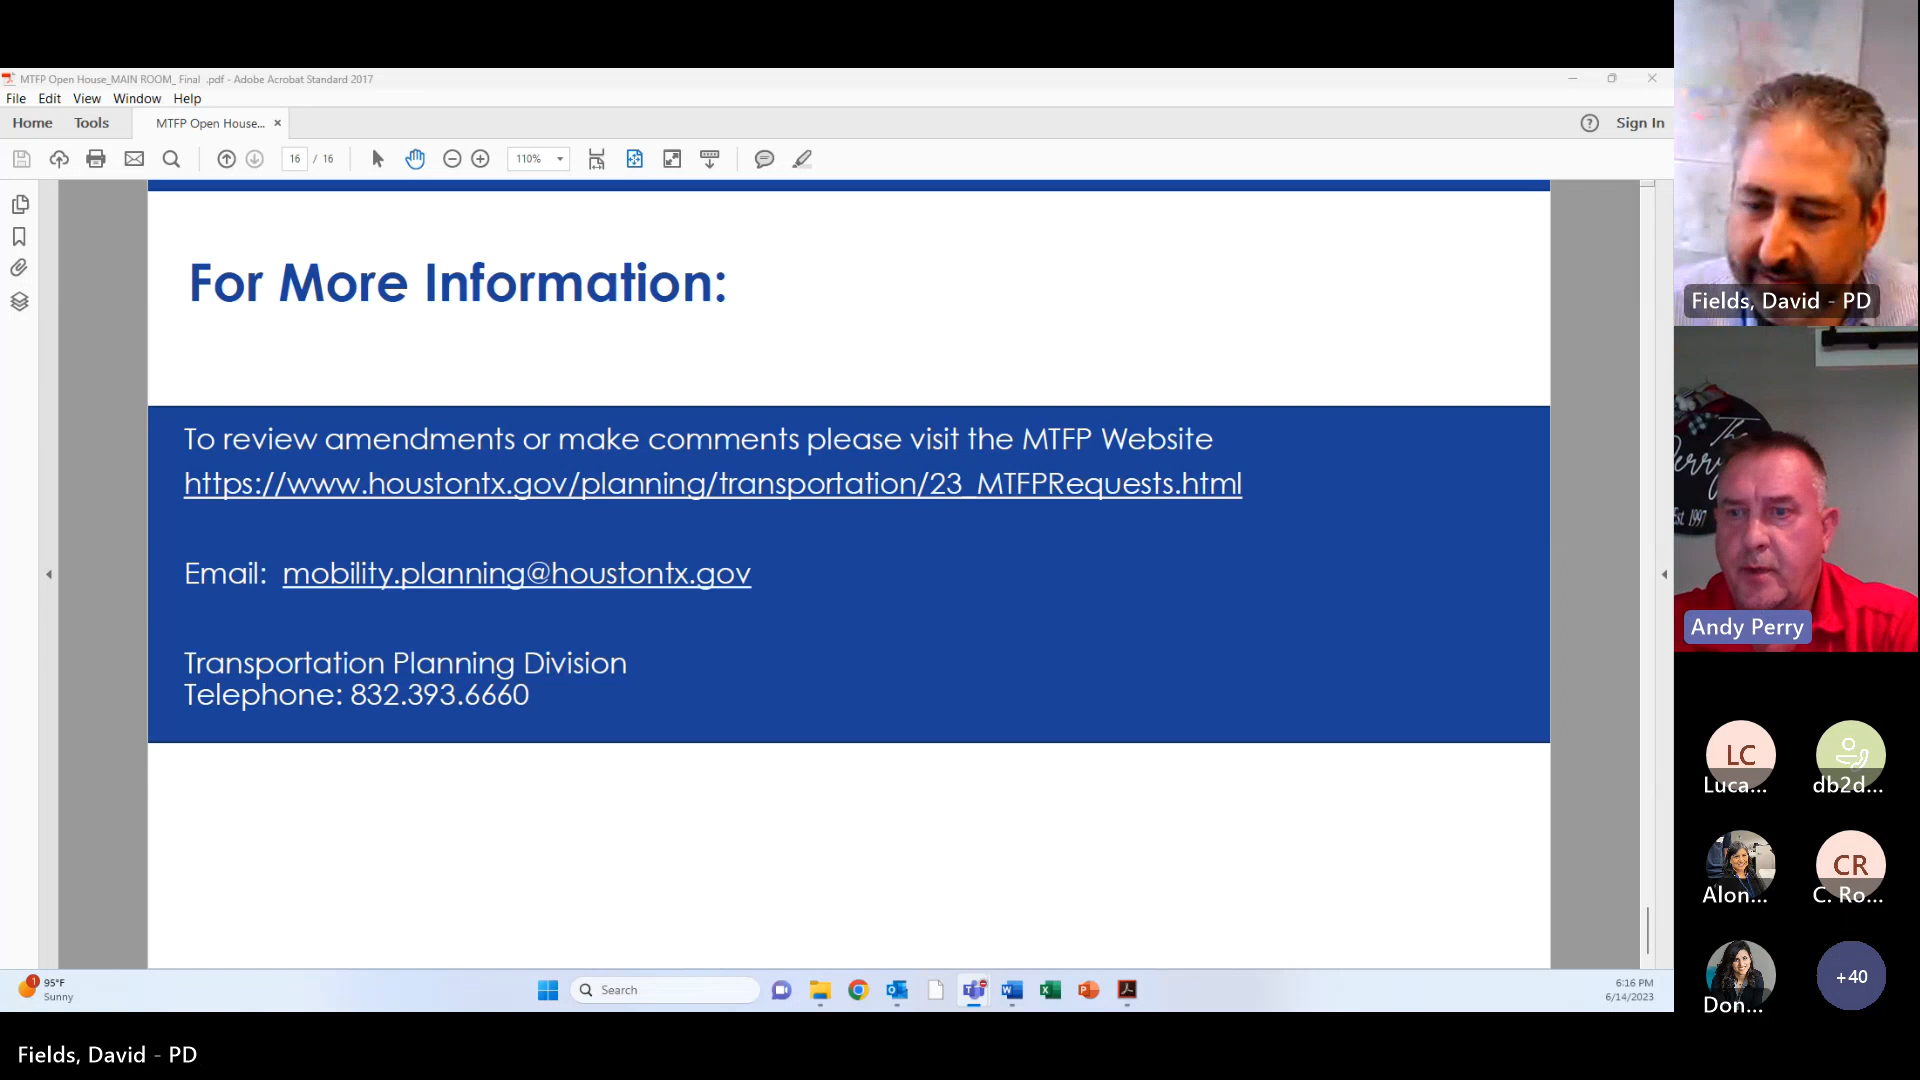 MTFP Open House_MAIN ROOM_ Final .pdf - Adobe Acrobat Standard 2017
File Edit View Window Help
Home Tools MTFP Open House... × Sign In
16 / 16 110%
For More Information:
To review amendments or make comments please visit the MTFP Website
https://www.houstontx.gov/planning/transportation/23_MTFPRequests.html
Email: mobility.planning@houstontx.gov
Transportation Planning Division
Telephone: 832.393.6660
1 95°F
Sunny
Search
6:16 PM
6/14/2023
Fields, David - PD
Fields, David - PD
The
Est. 1997
Andy Perry
LC
Luca...
db2d...
Alon...
CR
C. Ro...
Don...
+40